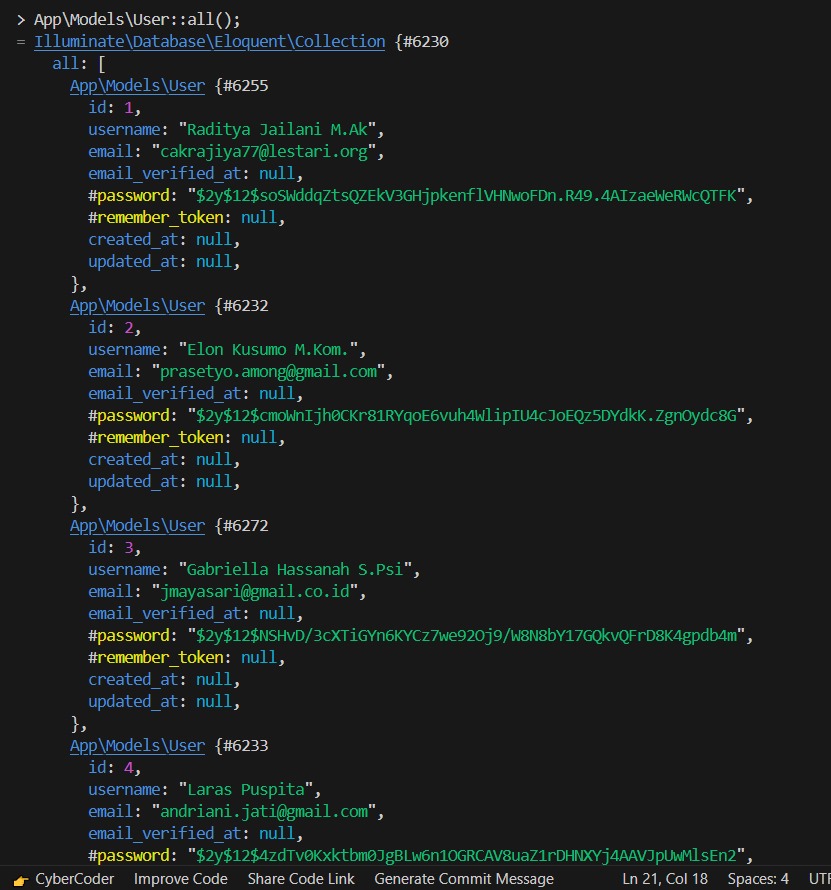 > App\Models\User::all();
= Illuminate\Database\Eloquent\Collection {#6230
all: [
App\Models\User {#6255
id: 1,
username: "Raditya Jailani M.Ak",
email: "cakrajiya77@lestari.org",
email_verified_at: null,
#password: "$2y$12$soSWddqZtsQZEkV3GHjpkenflVHNwoFDn.R49.4AIzaeWeRWcQTFK",
#remember_token: null,
created_at: null,
updated_at: null,
},
App\Models\User {#6232
id: 2,
username: "Elon Kusumo M.Kom.",
email: "prasetyo.among@gmail.com",
email_verified_at: null,
#password: "$2y$12$cmoWnIjh0CKr81RYqoE6vuh4WlipIU4cJoEQz5DYdkK.ZgnOydc8G",
#remember_token: null,
created_at: null,
updated_at: null,
},
App\Models\User {#6272
id: 3,
username: "Gabriella Hassanah S.Psi",
email: "jmayasari@gmail.co.id",
email_verified_at: null,
#password: "$2y$12$NSHvD/3cXTiGYn6KYCz7we92Oj9/W8N8bY17GQkvQFrD8K4gpdb4m",
#remember_token: null,
created_at: null,
updated_at: null,
},
App\Models\User {#6233
id: 4,
username: "Laras Puspita",
email: "andriani.jati@gmail.com",
email_verified_at: null,
#password: "$2y$12$4zdTv0Kxktbm0JgBLw6n1OGRCAV8uaZ1rDHNXYj4AAVJpUwMlsEn2",
CyberCoder Improve Code Share Code Link Generate Commit Message Ln 21, Col 18 Spaces: 4 UTF